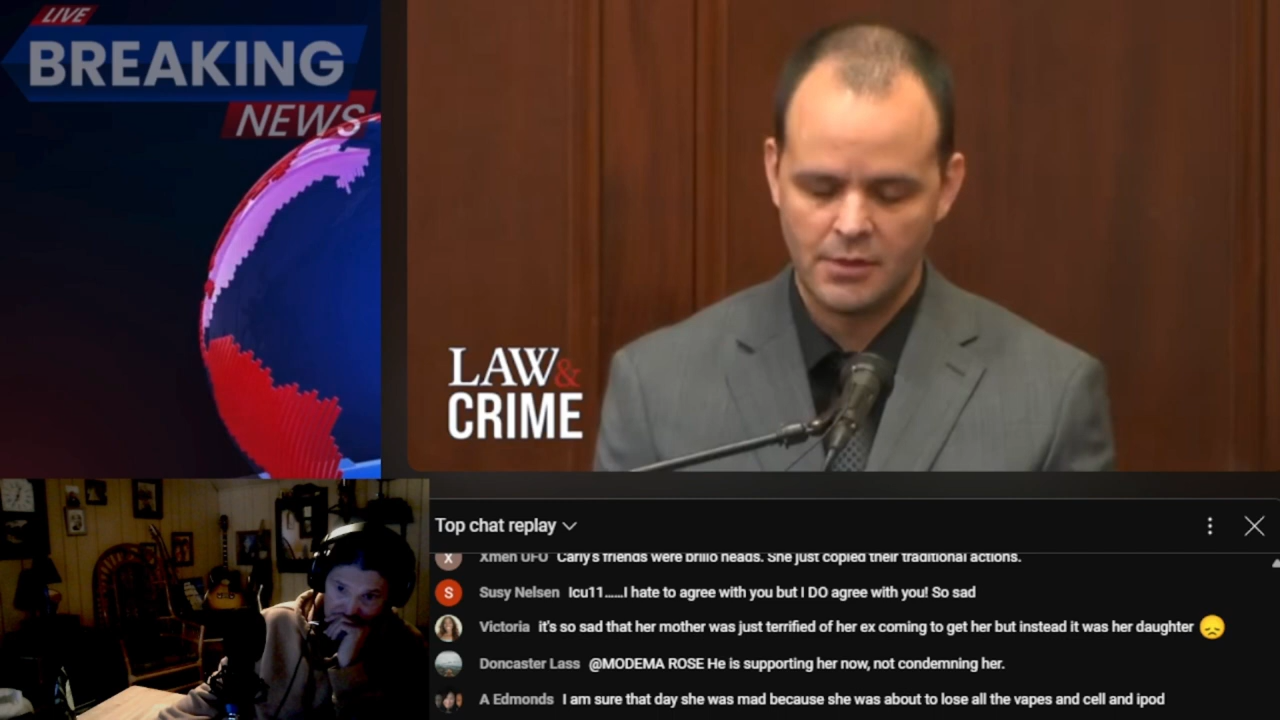 LIVE
BREAKING
NEWS
LAW&
CRIME
Top chat replay
X Xmen UFO Carly's friends were brillo heads. She just copied their traditional actions.
S Susy Nelsen Icu11......I hate to agree with you but I DO agree with you! So sad
Victoria it's so sad that her mother was just terrified of her ex coming to get her but instead it was her daughter 😞
Doncaster Lass @MODEMA ROSE He is supporting her now, not condemning her.
A Edmonds I am sure that day she was mad because she was about to lose all the vapes and cell and ipod